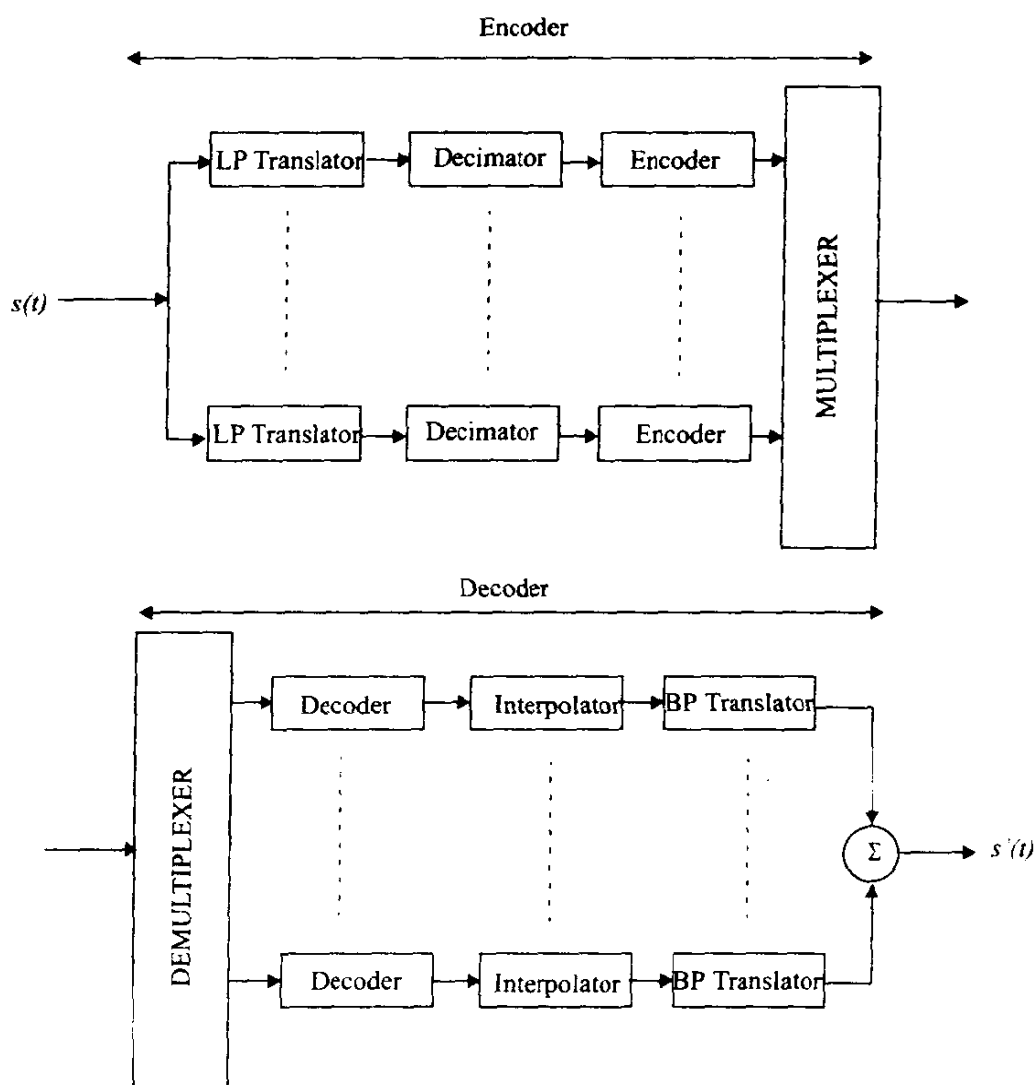 Encoder
LP Translator
Decimator
Encoder
s(t)
MULTIPLEXER
LP Translator
Decimator
Encoder
Decoder
DEMULTIPLEXER
Decoder
Interpolator
BP Translator
Σ
s'(t)
Decoder
Interpolator
BP Translator